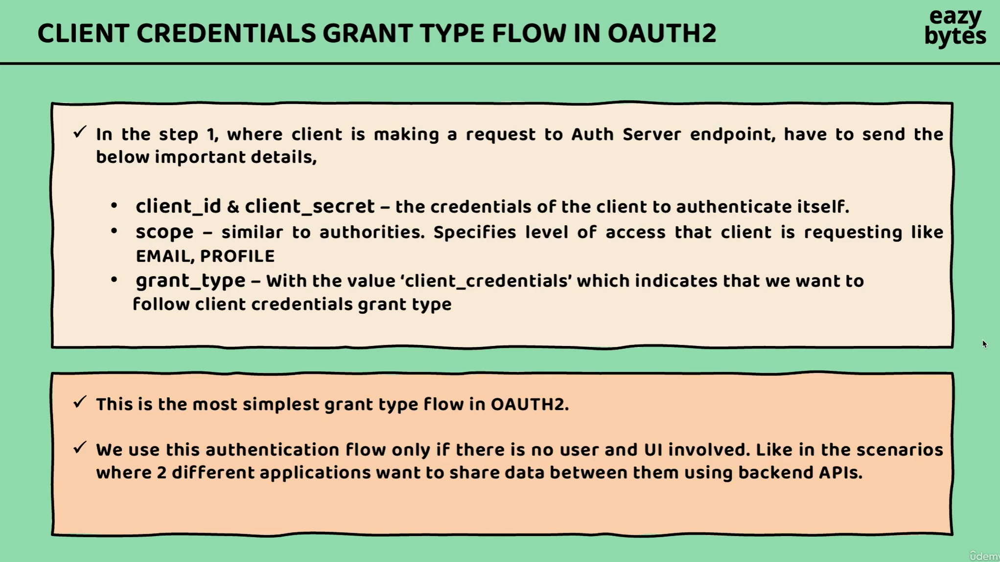 CLIENT CREDENTIALS GRANT TYPE FLOW IN OAUTH2
eazy
bytes
✓ In the step 1, where client is making a request to Auth Server endpoint, have to send the
below important details,
• client_id & client_secret – the credentials of the client to authenticate itself.
• scope – similar to authorities. Specifies level of access that client is requesting like
EMAIL, PROFILE
• grant_type – With the value ‘client_credentials’ which indicates that we want to
follow client credentials grant type
✓ This is the most simplest grant type flow in OAUTH2.
✓ We use this authentication flow only if there is no user and UI involved. Like in the scenarios
where 2 different applications want to share data between them using backend APIs.
ûdemy